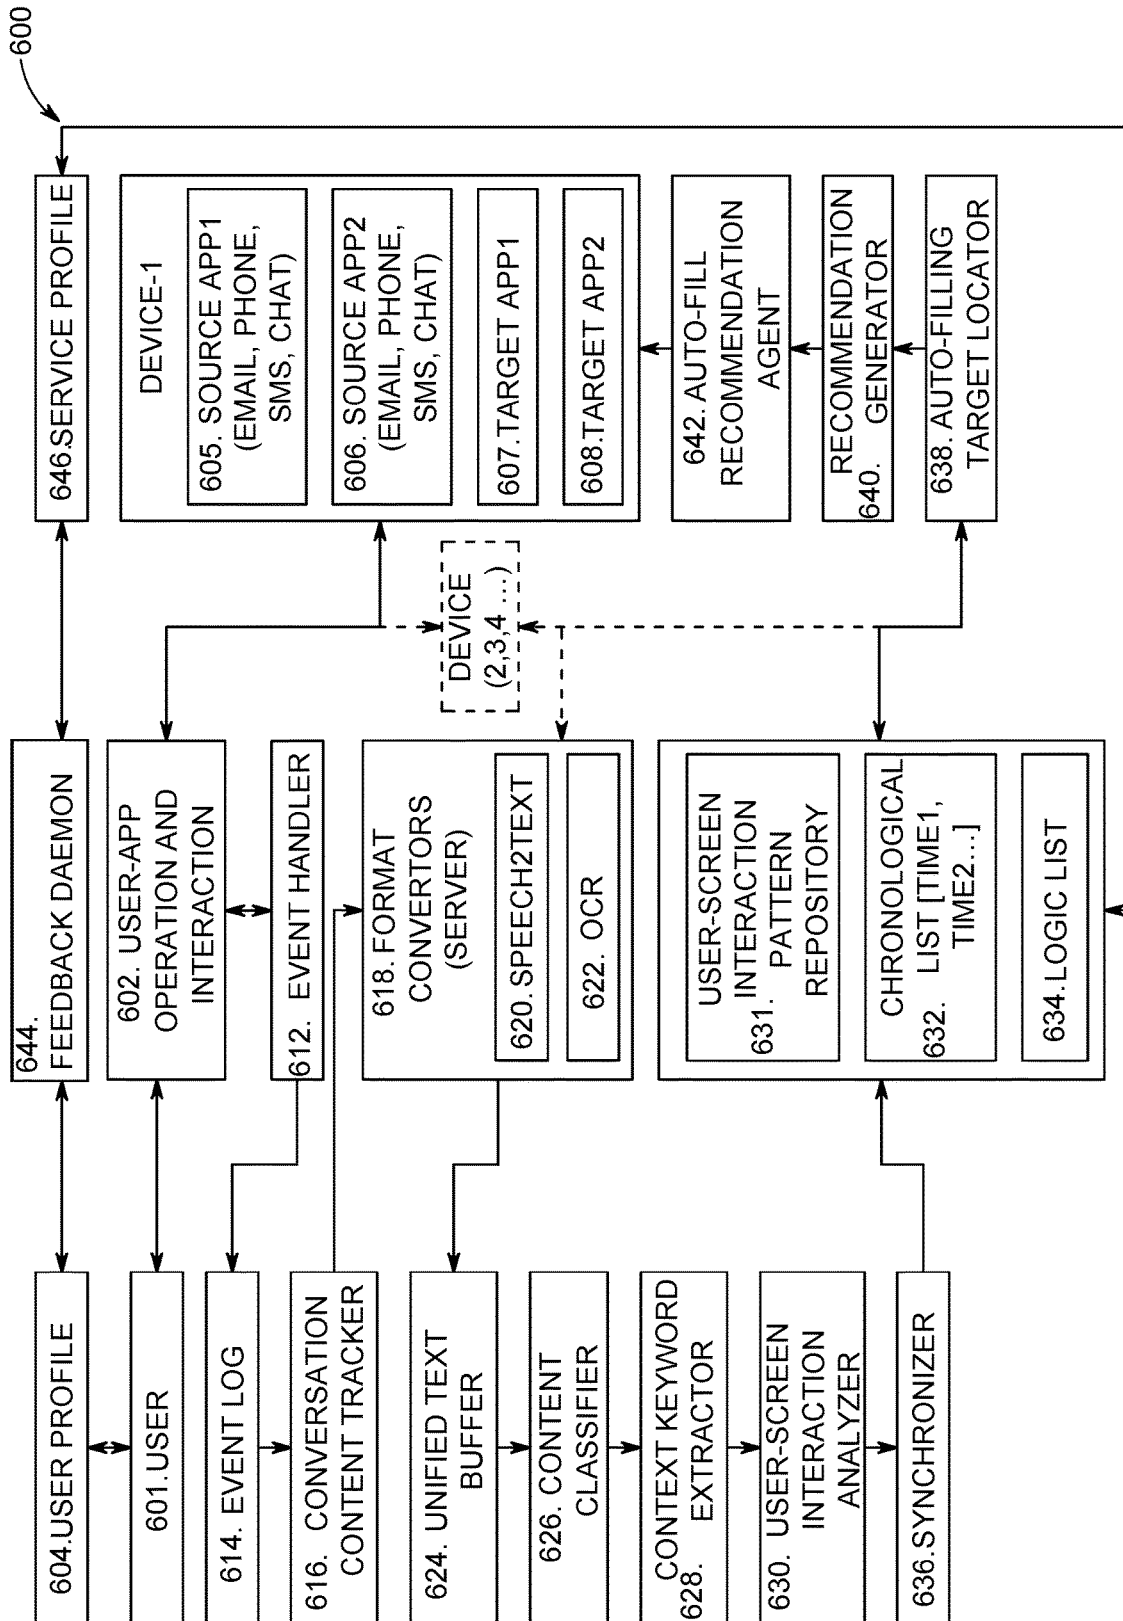 600
604.USER PROFILE
601.USER
614. EVENT LOG
616. CONVERSATION
CONTENT TRACKER
624. UNIFIED TEXT
BUFFER
626. CONTENT
CLASSIFIER
CONTEXT KEYWORD
628. EXTRACTOR
630. USER-SCREEN
INTERACTION
ANALYZER
636.SYNCHRONIZER
644.
FEEDBACK DAEMON
602. USER-APP
OPERATION AND
INTERACTION
612. EVENT HANDLER
618. FORMAT
CONVERTORS
(SERVER)
620. SPEECH2TEXT
622. OCR
USER-SCREEN
INTERACTION
631. PATTERN
REPOSITORY
CHRONOLOGICAL
632. LIST [TIME1,
TIME2...]
634. LOGIC LIST
DEVICE
(2,3,4 ...)
646.SERVICE PROFILE
DEVICE-1
605. SOURCE APP1
(EMAIL, PHONE,
SMS, CHAT)
606. SOURCE APP2
(EMAIL, PHONE,
SMS, CHAT)
607.TARGET APP1
608.TARGET APP2
642. AUTO-FILL
RECOMMENDATION
AGENT
RECOMMENDATION
640. GENERATOR
638. AUTO-FILLING
TARGET LOCATOR